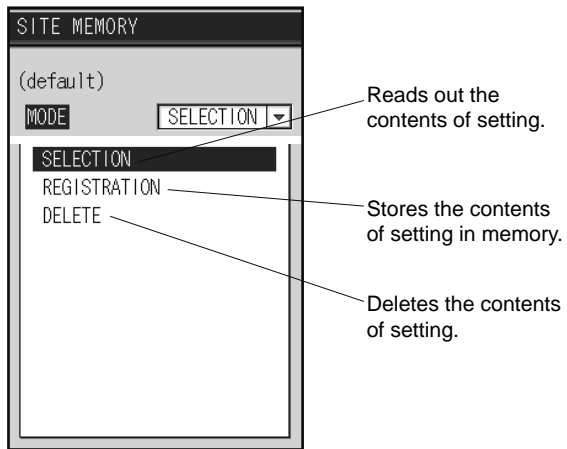 SITE MEMORY
(default)
MODE SELECTION
SELECTION
REGISTRATION
DELETE
Reads out the
contents of setting.
Stores the contents
of setting in memory.
Deletes the contents
of setting.